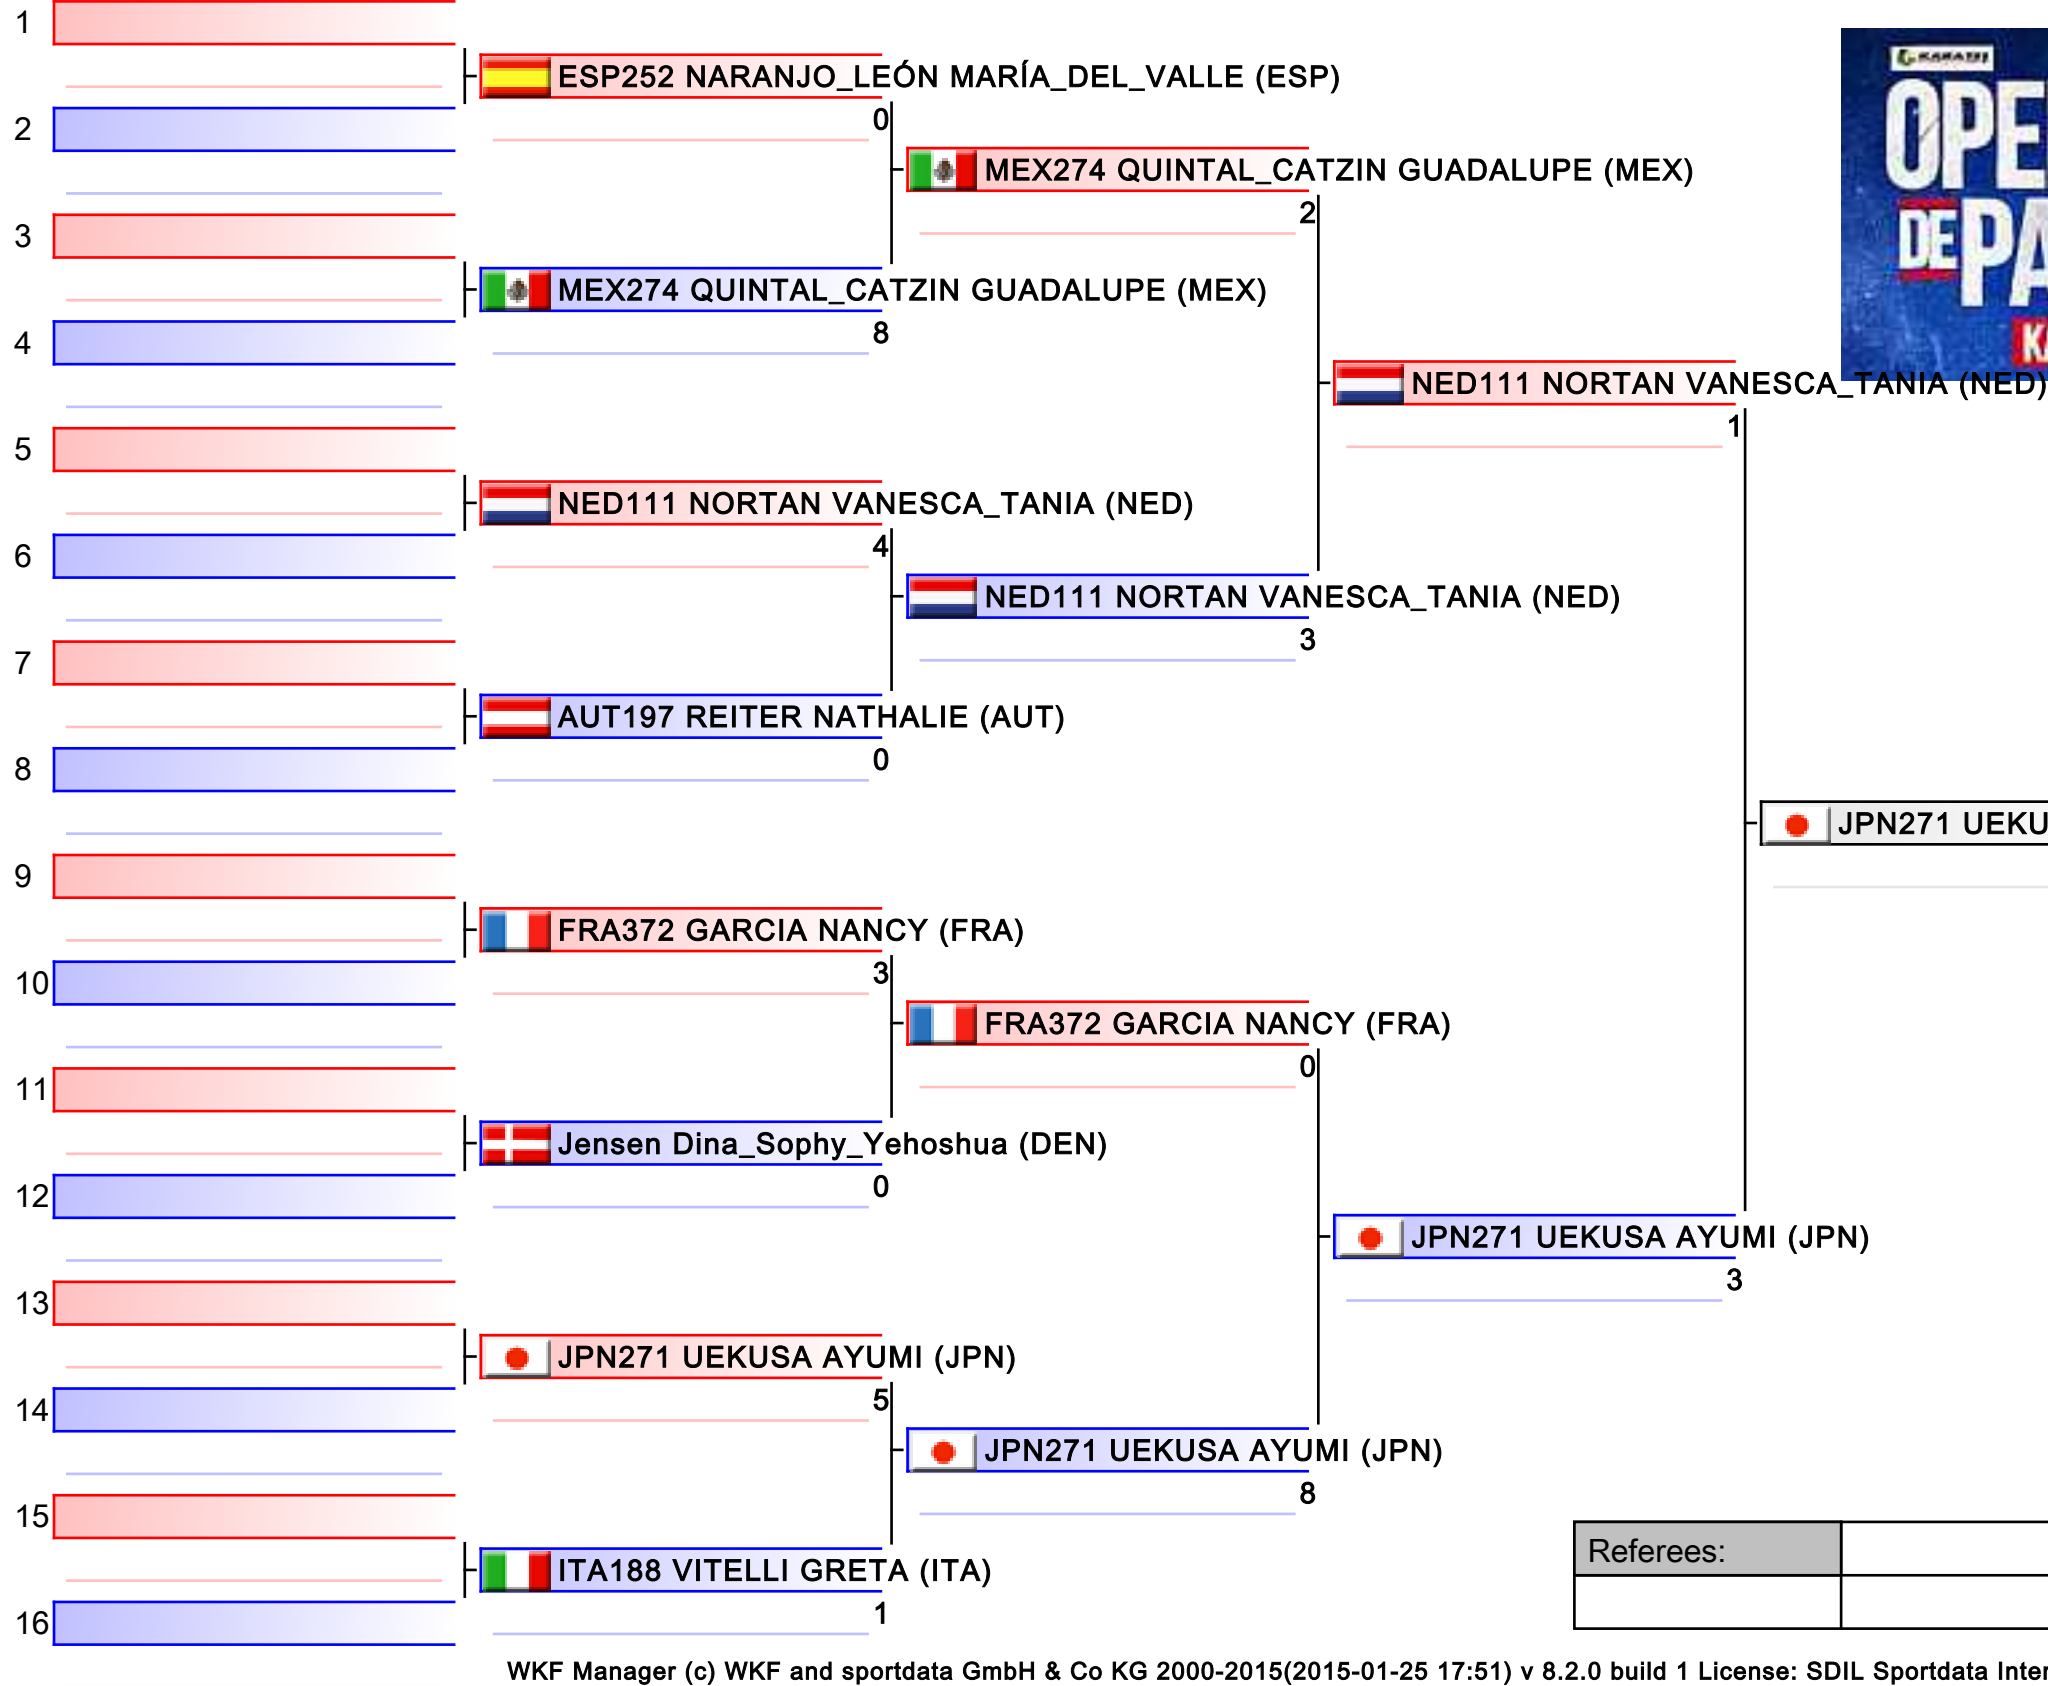 1
ESP252 NARANJO_LEÓN MARÍA_DEL_VALLE (ESP)
0
2
MEX274 QUINTAL_CATZIN GUADALUPE (MEX)
2
3
MEX274 QUINTAL_CATZIN GUADALUPE (MEX)
8
4
NED111 NORTAN VANESCA_TANIA (NED)
1
5
NED111 NORTAN VANESCA_TANIA (NED)
4
6
NED111 NORTAN VANESCA_TANIA (NED)
3
7
AUT197 REITER NATHALIE (AUT)
0
8
JPN271 UEKU
9
FRA372 GARCIA NANCY (FRA)
3
10
FRA372 GARCIA NANCY (FRA)
0
11
Jensen Dina_Sophy_Yehoshua (DEN)
0
12
JPN271 UEKUSA AYUMI (JPN)
3
13
JPN271 UEKUSA AYUMI (JPN)
5
14
JPN271 UEKUSA AYUMI (JPN)
8
15
ITA188 VITELLI GRETA (ITA)
1
16
OPE
DE PA
KA
Referees:
WKF Manager (c) WKF and sportdata GmbH & Co KG 2000-2015(2015-01-25 17:51) v 8.2.0 build 1 License: SDIL Sportdata Inter